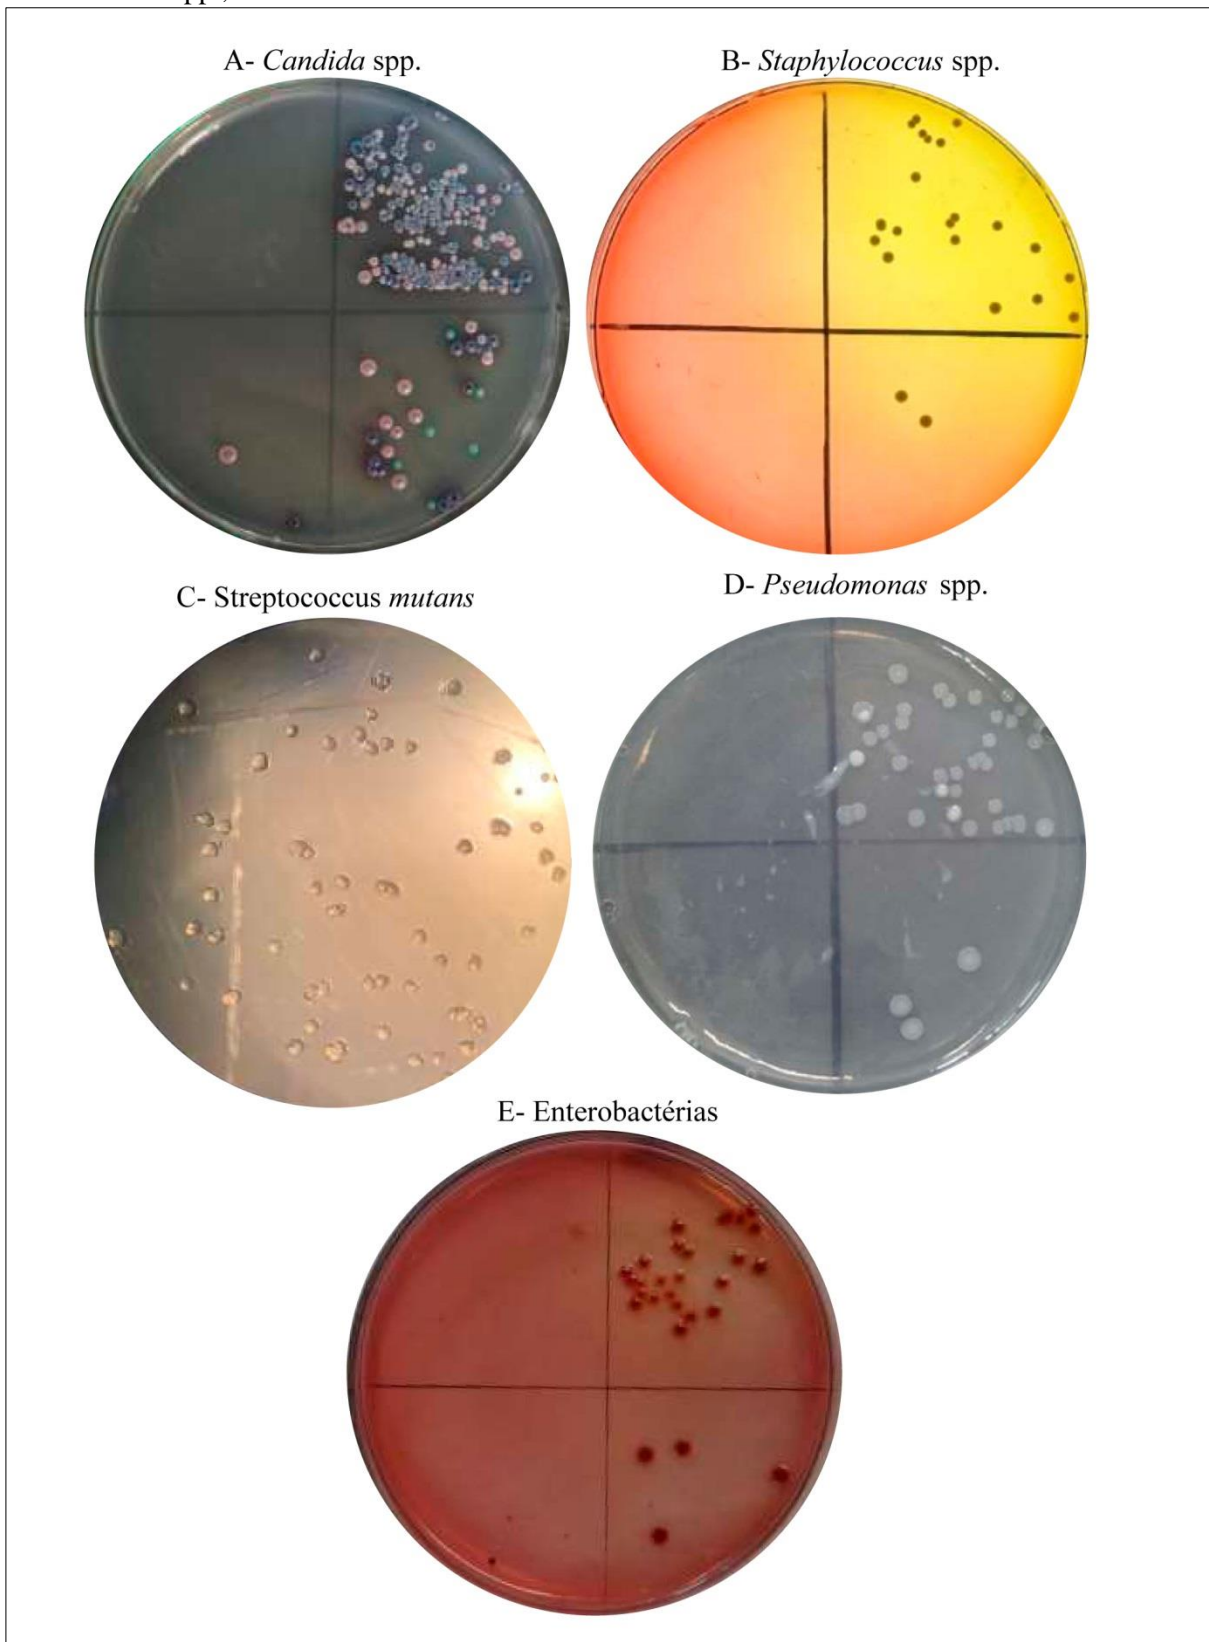 A- Candida spp.
B- Staphylococcus spp.
C- Streptococcus mutans
D- Pseudomonas spp.
E- Enterobactérias